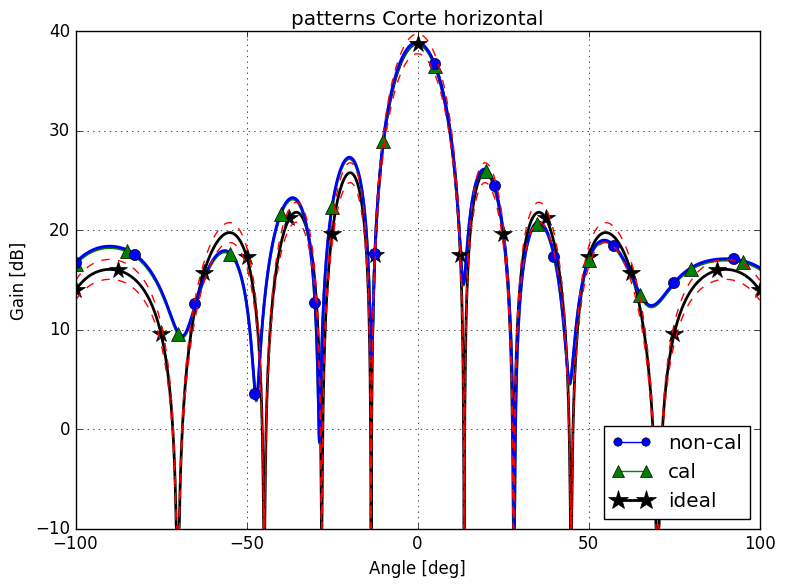 patterns Corte horizontal
40
30
20
10
0
−10
Gain [dB]
−100
−50
0
50
100
Angle [deg]
non-cal
cal
ideal